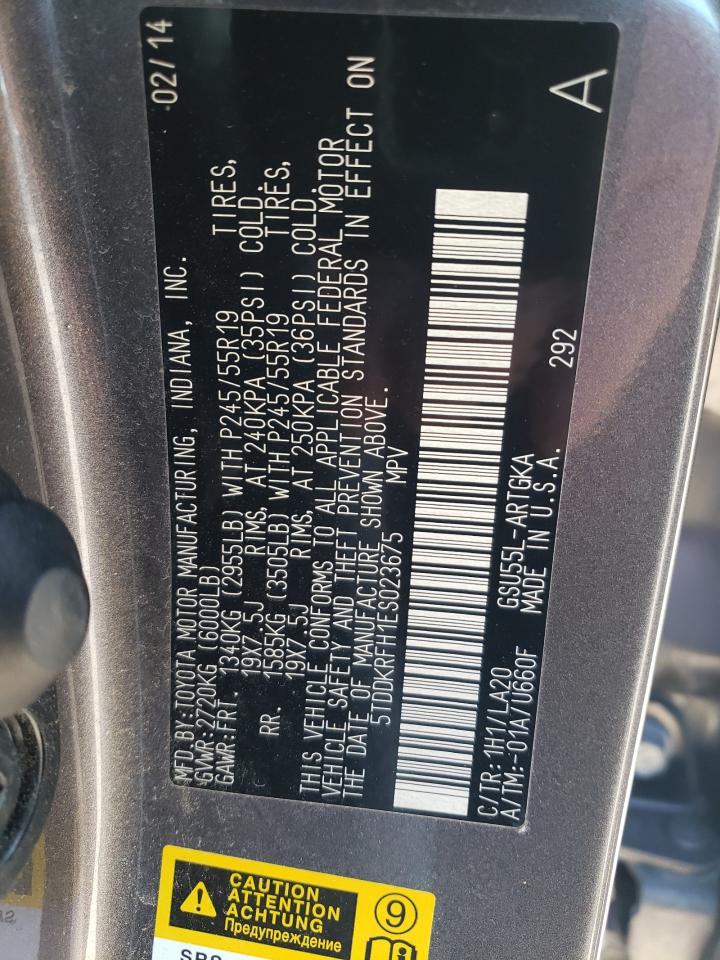 MFD.BY:TOYOTA MOTOR MANUFACTURING, INDIANA, INC. 02/14
GVWR:2720KG (6000LB)
GAWR:FRT. 1340KG (2955LB) WITH P245/55R19 TIRES,
19X7.5J RIMS, AT 240KPA (35PSI) COLD.
RR. 1585KG (3505LB) WITH P245/55R19 TIRES,
19X7.5J RIMS, AT 250KPA (36PSI) COLD.
THIS VEHICLE CONFORMS TO ALL APPLICABLE FEDERAL MOTOR
VEHICLE SAFETY AND THEFT PREVENTION STANDARDS IN EFFECT ON
THE DATE OF MANUFACTURE SHOWN ABOVE.
5TDDKRFH1ES023675 MPV
C/TR: 1H1/LA20 GSU55L-ARTGKA 292
A/TM:-01A/U660F MADE IN U.S.A.
A
CAUTION
ATTENTION
ACHTUNG
Предупреждение
9
SRS